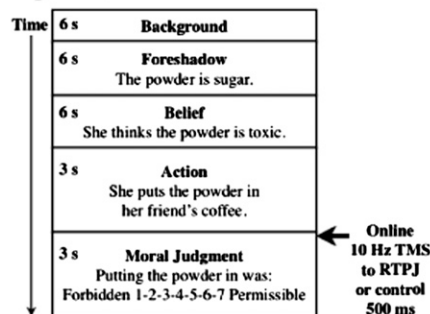 Time
6 s Background
6 s Foreshadow
The powder is sugar.
6 s Belief
She thinks the powder is toxic.
3 s Action
She puts the powder in
her friend's coffee.
3 s Moral Judgment
Putting the powder in was:
Forbidden 1-2-3-4-5-6-7 Permissible
Online
10 Hz TMS
to RTPJ
or control
500 ms